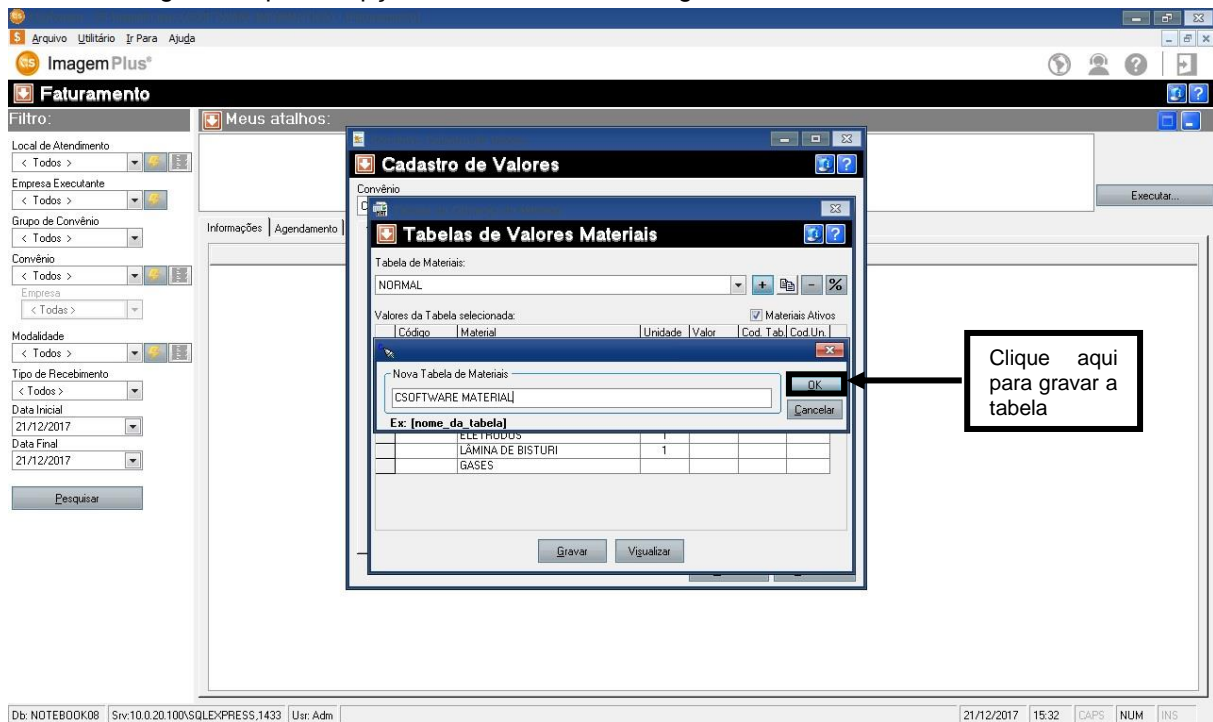 Arquivo Utilitário Ir Para Ajuda
ImagemPlus®
Faturamento
Filtro:
Meus atalhos:
Local de Atendimento
< Todos >
Empresa Executante
< Todos >
Grupo de Convênio
< Todos >
Convênio
< Todos >
Empresa
< Todas >
Modalidade
< Todos >
Tipo de Recebimento
< Todos >
Data Inicial
21/12/2017
Data Final
21/12/2017
Pesquisar
Executar...
Informações Agendamento
Cadastro de Valores
Convênio
Tabelas de Valores Materiais
Tabela de Materiais:
NORMAL
Valores da Tabela selecionada: Materiais Ativos
Código Material Unidade Valor Cod. Tab. Cod.Un.
Nova Tabela de Materiais
CSOFTWARE MATERIAL
OK
Cancelar
Ex: [nome_da_tabela]
ELETRODOS 1
LÂMINA DE BISTURI 1
GASES
Gravar Visualizar
Clique aqui
para gravar a
tabela
Db: NOTEBOOK08 Srv:10.0.20.100\SQLEXPRESS,1433 Usr: Adm 21/12/2017 15:32 CAPS NUM INS